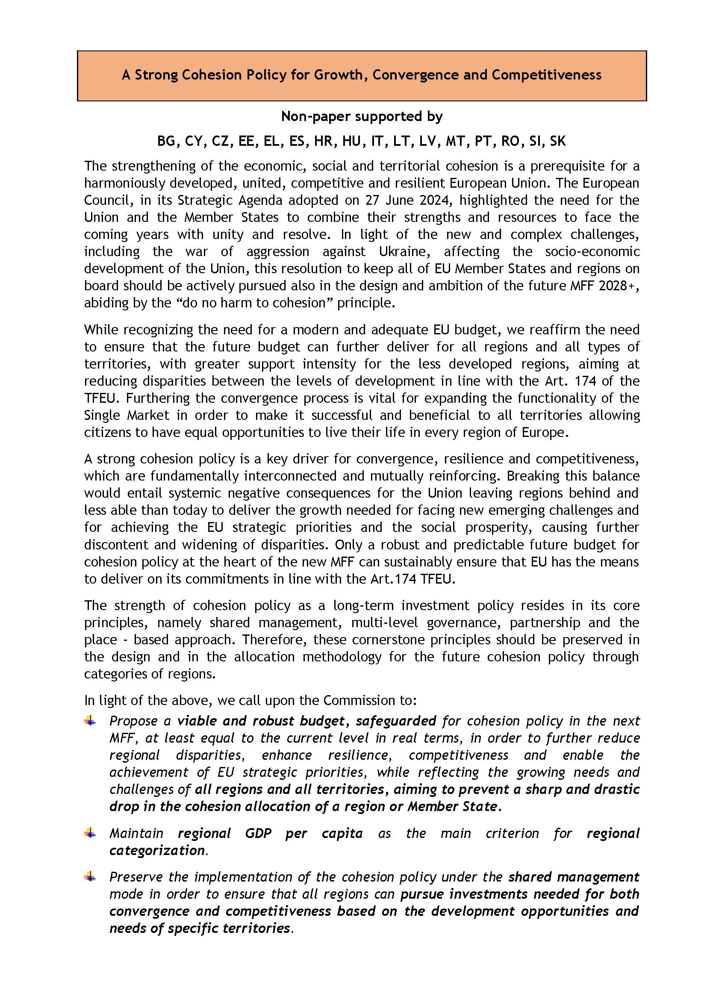 A Strong Cohesion Policy for Growth, Convergence and Competitiveness
Non-paper supported by
BG, CY, CZ, EE, EL, ES, HR, HU, IT, LT, LV, MT, PT, RO, SI, SK
The strengthening of the economic, social and territorial cohesion is a prerequisite for a
harmoniously developed, united, competitive and resilient European Union. The European
Council, in its Strategic Agenda adopted on 27 June 2024, highlighted the need for the
Union and the Member States to combine their strengths and resources to face the
coming years with unity and resolve. In light of the new and complex challenges,
including the war of aggression against Ukraine, affecting the socio-economic
development of the Union, this resolution to keep all of EU Member States and regions on
board should be actively pursued also in the design and ambition of the future MFF 2028+,
abiding by the “do no harm to cohesion” principle.
While recognizing the need for a modern and adequate EU budget, we reaffirm the need
to ensure that the future budget can further deliver for all regions and all types of
territories, with greater support intensity for the less developed regions, aiming at
reducing disparities between the levels of development in line with the Art. 174 of the
TFEU. Furthering the convergence process is vital for expanding the functionality of the
Single Market in order to make it successful and beneficial to all territories allowing
citizens to have equal opportunities to live their life in every region of Europe.
A strong cohesion policy is a key driver for convergence, resilience and competitiveness,
which are fundamentally interconnected and mutually reinforcing. Breaking this balance
would entail systemic negative consequences for the Union leaving regions behind and
less able than today to deliver the growth needed for facing new emerging challenges and
for achieving the EU strategic priorities and the social prosperity, causing further
discontent and widening of disparities. Only a robust and predictable future budget for
cohesion policy at the heart of the new MFF can sustainably ensure that EU has the means
to deliver on its commitments in line with the Art.174 TFEU.
The strength of cohesion policy as a long-term investment policy resides in its core
principles, namely shared management, multi-level governance, partnership and the
place - based approach. Therefore, these cornerstone principles should be preserved in
the design and in the allocation methodology for the future cohesion policy through
categories of regions.
In light of the above, we call upon the Commission to:
Propose a viable and robust budget, safeguarded for cohesion policy in the next
MFF, at least equal to the current level in real terms, in order to further reduce
regional disparities, enhance resilience, competitiveness and enable the
achievement of EU strategic priorities, while reflecting the growing needs and
challenges of all regions and all territories, aiming to prevent a sharp and drastic
drop in the cohesion allocation of a region or Member State.
Maintain regional GDP per capita as the main criterion for regional
categorization.
Preserve the implementation of the cohesion policy under the shared management
mode in order to ensure that all regions can pursue investments needed for both
convergence and competitiveness based on the development opportunities and
needs of specific territories.